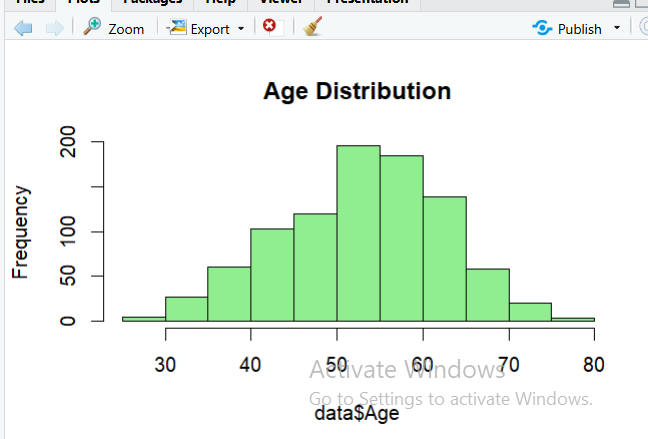 Files Plots Packages Help Viewer Presentation
Zoom Export Publish
Age Distribution
Frequency
0 50 100 200
30 40 50 60 70 80
data$Age
Activate Windows
Go to Settings to activate Windows.